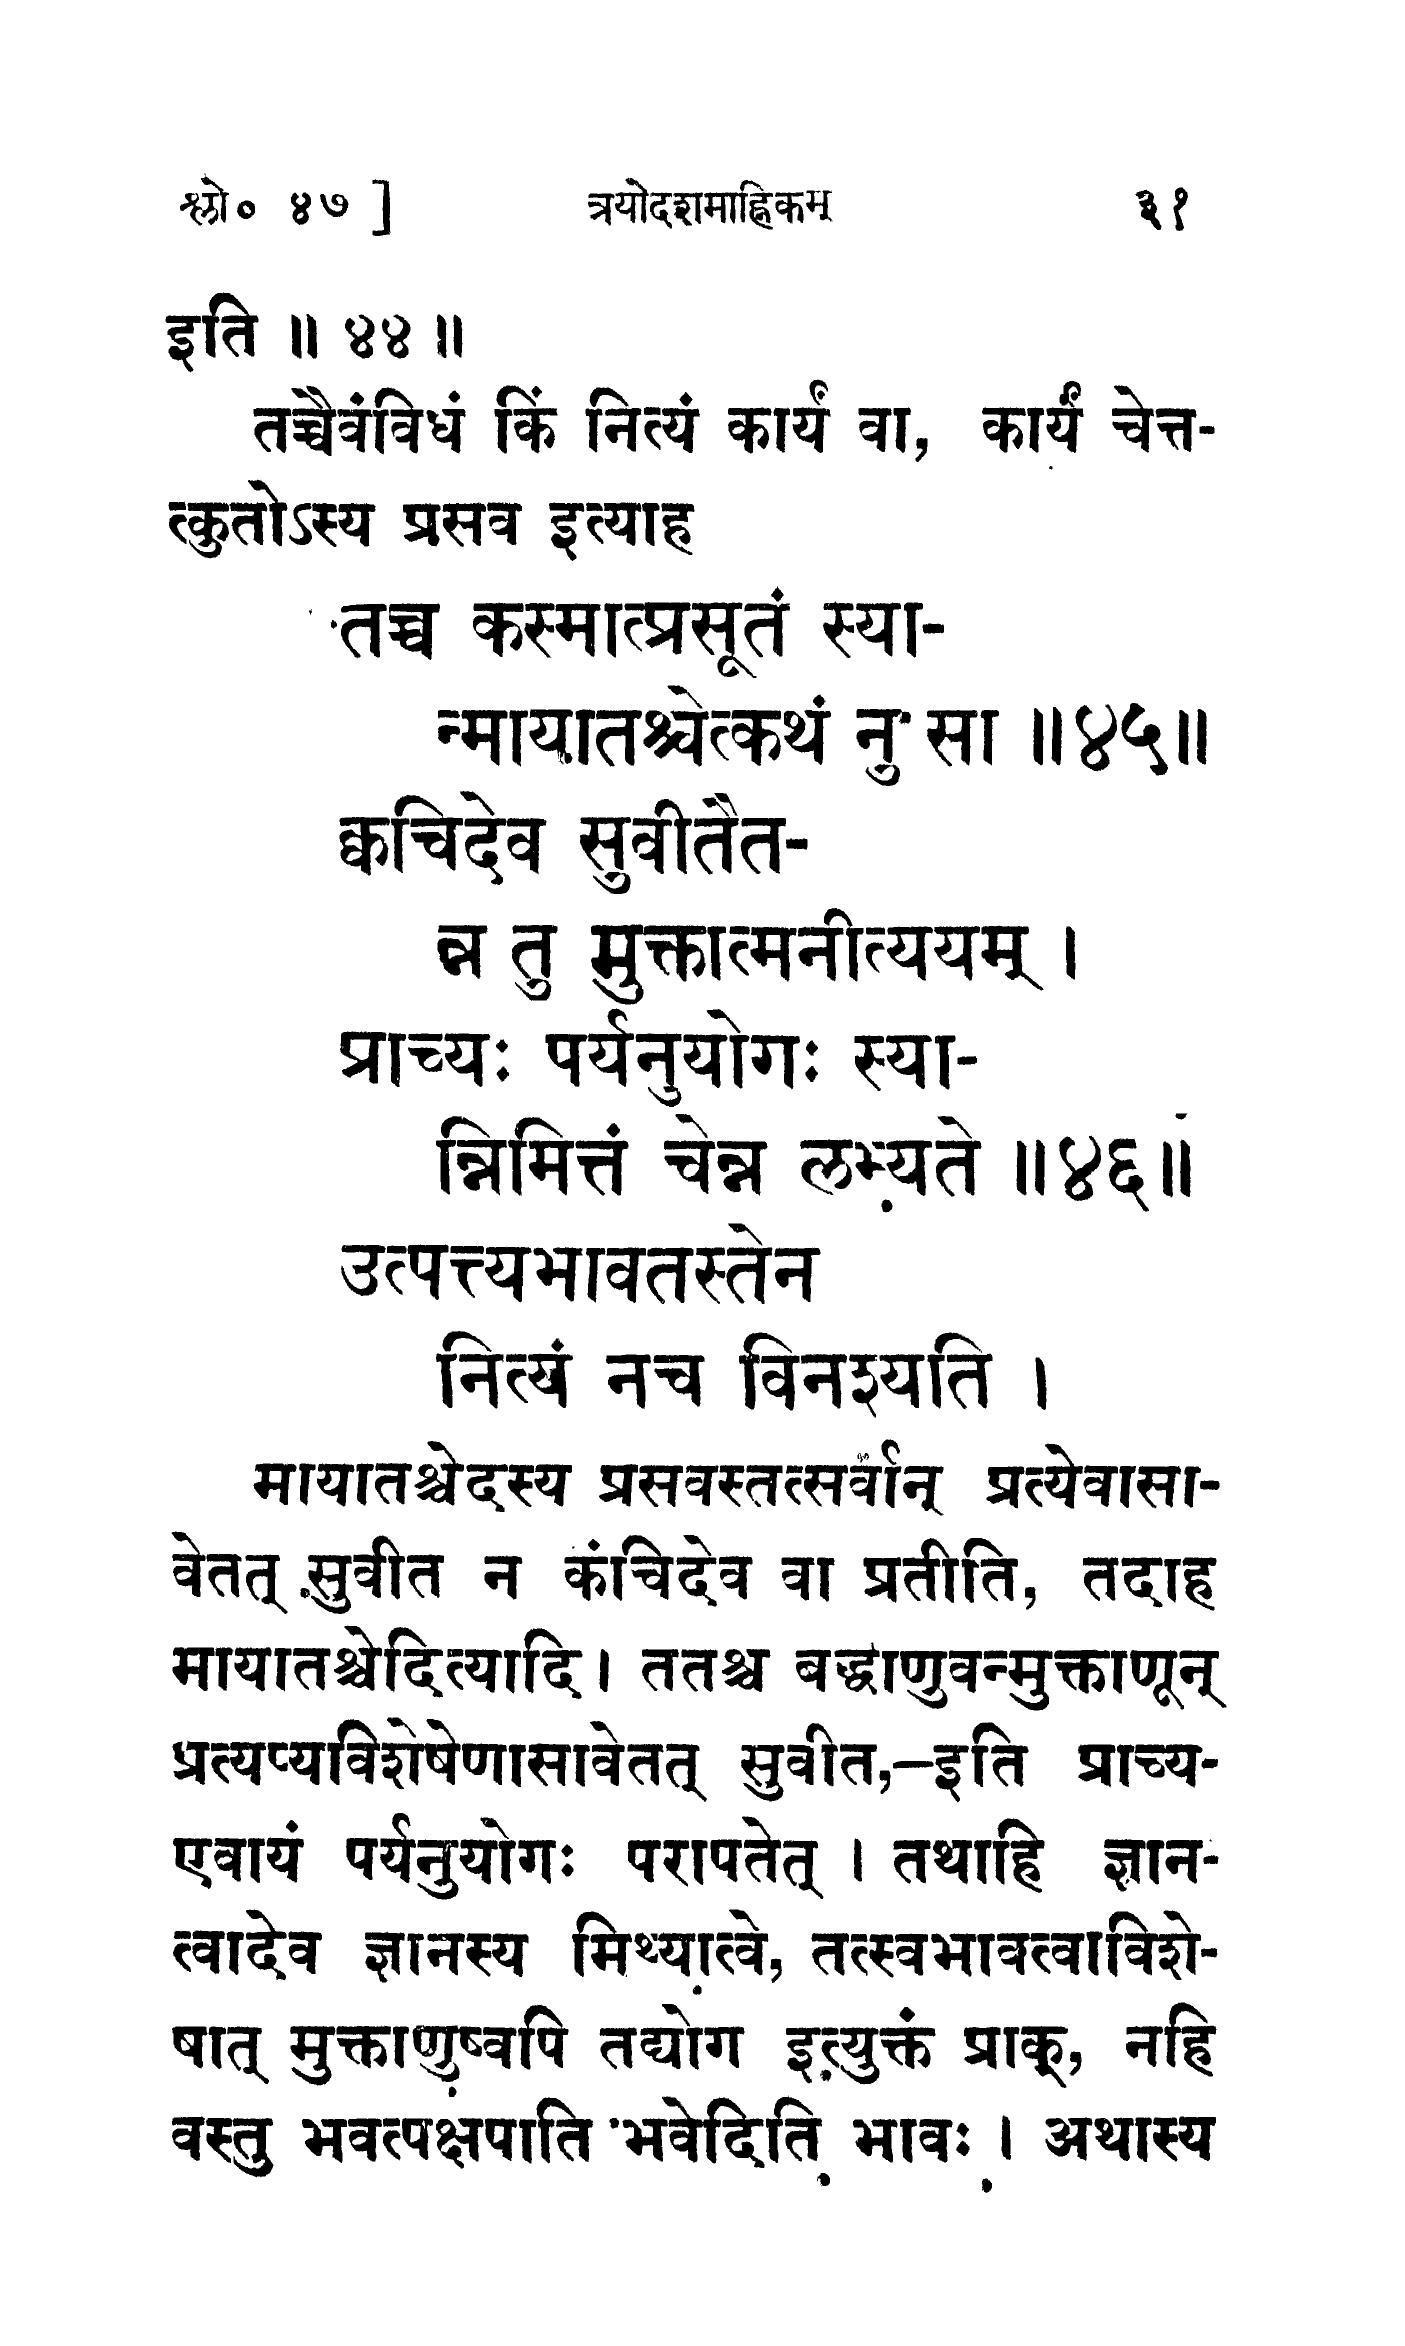 श्लो० ४७ ] त्रयोदशमाह्निकम् ३१
इति ॥ ४४ ॥
तच्चैवंविधं किं नित्यं कार्यं वा, कार्यं चेत्त-
त्कुतोऽस्य प्रसव इत्याह
तच्च कस्मात्प्रसूतं स्या-
न्मायातश्चेत्कथं नु सा ॥४५॥
क्वचिदेव सुवीतैत-
न्न तु मुक्तात्मनीत्ययम् ।
प्राच्यः पर्यनुयोगः स्या-
न्निमित्तं चेन्न लभ्यते ॥४६॥
उत्पत्त्यभावतस्तेन
नित्यं नच विनश्यति ।
मायातश्चेदस्य प्रसवस्तत्सर्वान् प्रत्येवासा-
वेतत् सुवीत न कंचिदेव वा प्रतीति, तदाह
मायातश्चेदित्यादि । ततश्च बद्धाणुवन्मुक्ताणून्
प्रत्यप्यविशेषेणासावेतत् सुवीत,—इति प्राच्य-
एवायं पर्यनुयोगः परापतेत् । तथाहि ज्ञान-
त्वादेव ज्ञानस्य मिथ्यात्वे, तत्स्वभावत्वाविशे-
षात् मुक्ताणुष्वपि तद्योग इत्युक्तं प्राक्, नहि
वस्तु भवत्पक्षपाति भवेदिति भावः । अथास्य